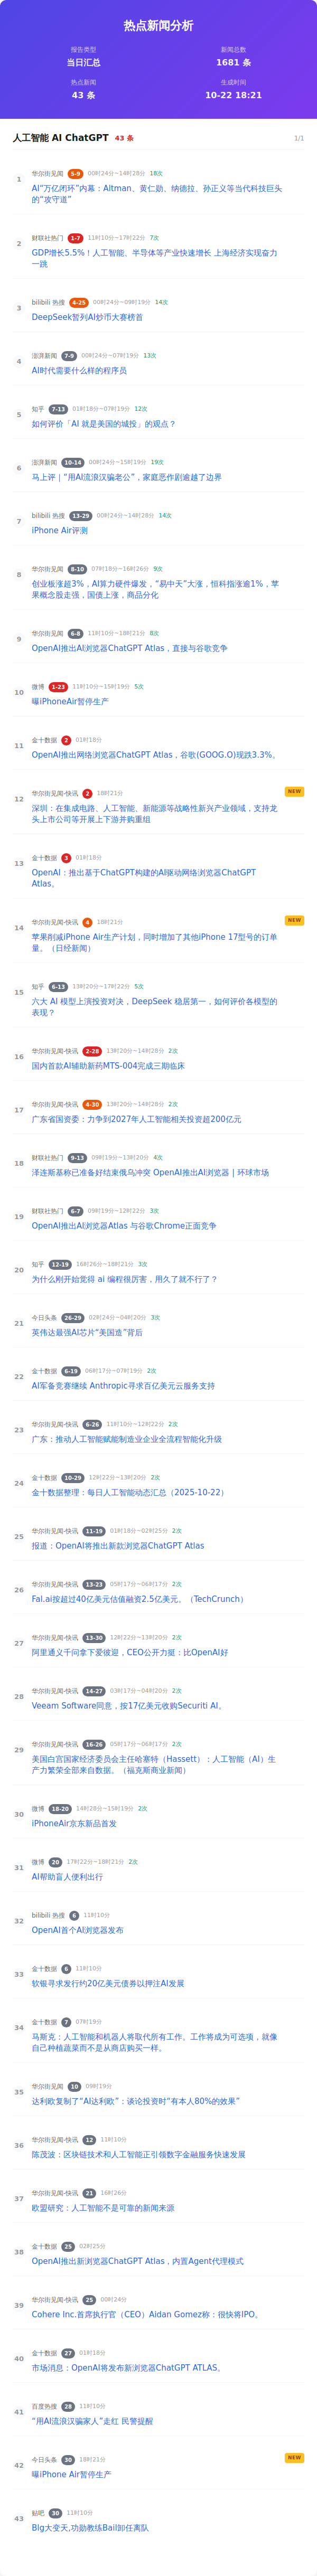 热点新闻分析
报告类型
新闻总数
当日汇总
1681 条
热点新闻
生成时间
43 条
10-22 18:21
人工智能 AI ChatGPT 43 条 1/1
1
华尔街见闻 5-9 00时24分~14时28分 18次
AI“万亿闭环”内幕：Altman、黄仁勋、纳德拉、孙正义等当代科技巨头
的“攻守道”
2
财联社热门 1-7 11时10分~17时22分 7次
GDP增长5.5%！人工智能、半导体等产业快速增长 上海经济实现奋力
一跳
3
bilibili 热搜 4-25 00时24分~09时19分 14次
DeepSeek暂列AI炒币大赛榜首
4
澎湃新闻 7-9 00时24分~07时19分 13次
AI时代需要什么样的程序员
5
知乎 7-13 01时18分~07时19分 12次
如何评价「AI 就是美国的城投」的观点？
6
澎湃新闻 10-14 00时24分~15时19分 19次
马上评｜“用AI流浪汉骗老公”，家庭恶作剧逾越了边界
7
bilibili 热搜 13-29 00时24分~14时28分 14次
iPhone Air评测
8
华尔街见闻 8-10 07时18分~16时26分 9次
创业板涨超3%，AI算力硬件爆发，“易中天”大涨，恒科指涨逾1%，苹
果概念股走强，国债上涨，商品分化
9
华尔街见闻 6-8 11时10分~18时21分 8次
OpenAI推出AI浏览器ChatGPT Atlas，直接与谷歌竞争
10
微博 1-23 11时10分~15时19分 5次
曝iPhoneAir暂停生产
11
金十数据 2 01时18分
OpenAI推出网络浏览器ChatGPT Atlas，谷歌(GOOG.O)现跌3.3%。
12
华尔街见闻-快讯 2 18时21分 NEW
深圳：在集成电路、人工智能、新能源等战略性新兴产业领域，支持龙
头上市公司等开展上下游并购重组
13
金十数据 3 01时18分
OpenAI：推出基于ChatGPT构建的AI驱动网络浏览器ChatGPT
Atlas。
14
华尔街见闻-快讯 4 18时21分 NEW
苹果削减iPhone Air生产计划，同时增加了其他iPhone 17型号的订单
量。（日经新闻）
15
知乎 6-13 13时20分~17时22分 5次
六大 AI 模型上演投资对决，DeepSeek 稳居第一，如何评价各模型的
表现？
16
华尔街见闻-快讯 2-28 13时20分~14时28分 2次
国内首款AI辅助新药MTS-004完成三期临床
17
华尔街见闻-快讯 4-30 13时20分~14时28分 2次
广东省国资委：力争到2027年人工智能相关投资超200亿元
18
财联社热门 9-13 09时19分~13时20分 4次
泽连斯基称已准备好结束俄乌冲突 OpenAI推出AI浏览器 | 环球市场
19
财联社热门 6-7 09时19分~12时22分 3次
OpenAI推出AI浏览器Atlas 与谷歌Chrome正面竞争
20
知乎 12-19 16时26分~18时21分 3次
为什么刚开始觉得 ai 编程很厉害，用久了就不行了？
21
今日头条 26-29 02时24分~04时20分 3次
英伟达最强AI芯片“美国造”背后
22
金十数据 6-19 06时17分~07时19分 2次
AI军备竞赛继续 Anthropic寻求百亿美元云服务支持
23
华尔街见闻-快讯 6-26 11时10分~12时22分 2次
广东：推动人工智能赋能制造业企业全流程智能化升级
24
金十数据 10-29 12时22分~13时20分 2次
金十数据整理：每日人工智能动态汇总（2025-10-22）
25
华尔街见闻-快讯 11-19 01时18分~02时25分 2次
报道：OpenAI将推出新款浏览器ChatGPT Atlas
26
华尔街见闻-快讯 13-23 05时17分~06时17分 2次
Fal.ai按超过40亿美元估值融资2.5亿美元。（TechCrunch）
27
华尔街见闻-快讯 13-30 12时22分~13时20分 2次
阿里通义千问拿下爱彼迎，CEO公开力挺：比OpenAI好
28
华尔街见闻-快讯 14-27 03时17分~04时20分 2次
Veeam Software同意，按17亿美元收购Securiti AI。
29
华尔街见闻-快讯 16-26 05时17分~06时17分 2次
美国白宫国家经济委员会主任哈塞特（Hassett）：人工智能（AI）生
产力繁荣全部来自数据。（福克斯商业新闻）
30
微博 18-20 14时28分~15时19分 2次
iPhoneAir京东新品首发
31
微博 20 17时22分~18时21分 2次
AI帮助盲人便利出行
32
bilibili 热搜 6 11时10分
OpenAI首个AI浏览器发布
33
金十数据 6 11时10分
软银寻求发行约20亿美元债券以押注AI发展
34
金十数据 7 07时19分
马斯克：人工智能和机器人将取代所有工作。工作将成为可选项，就像
自己种植蔬菜而不是从商店购买一样。
35
华尔街见闻 10 09时19分
达利欧复制了“AI达利欧”：谈论投资时“有本人80%的效果”
36
华尔街见闻-快讯 12 11时10分
陈茂波：区块链技术和人工智能正引领数字金融服务快速发展
37
华尔街见闻-快讯 21 16时26分
欧盟研究：人工智能不是可靠的新闻来源
38
金十数据 25 02时25分
OpenAI推出新浏览器ChatGPT Atlas，内置Agent代理模式
39
华尔街见闻-快讯 25 00时24分
Cohere Inc.首席执行官（CEO）Aidan Gomez称：很快将IPO。
40
金十数据 27 01时18分
市场消息：OpenAI将发布新浏览器ChatGPT ATLAS。
41
百度热搜 28 11时10分
“用AI流浪汉骗家人”走红 民警提醒
42
今日头条 30 18时21分 NEW
曝iPhone Air暂停生产
43
贴吧 30 11时10分
Blg大变天,功勋教练Bail卸任离队